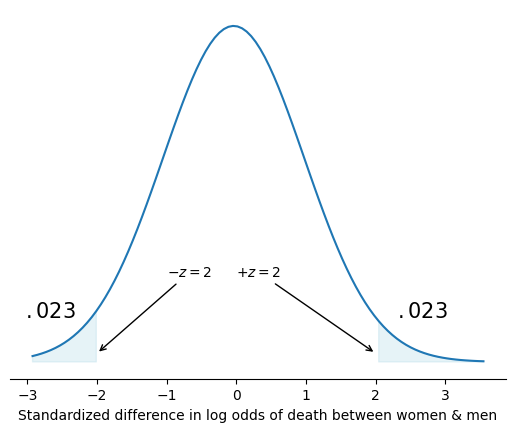 −z = 2 +z = 2
.023 .023
−3 −2 −1 0 1 2 3
Standardized difference in log odds of death between women & men